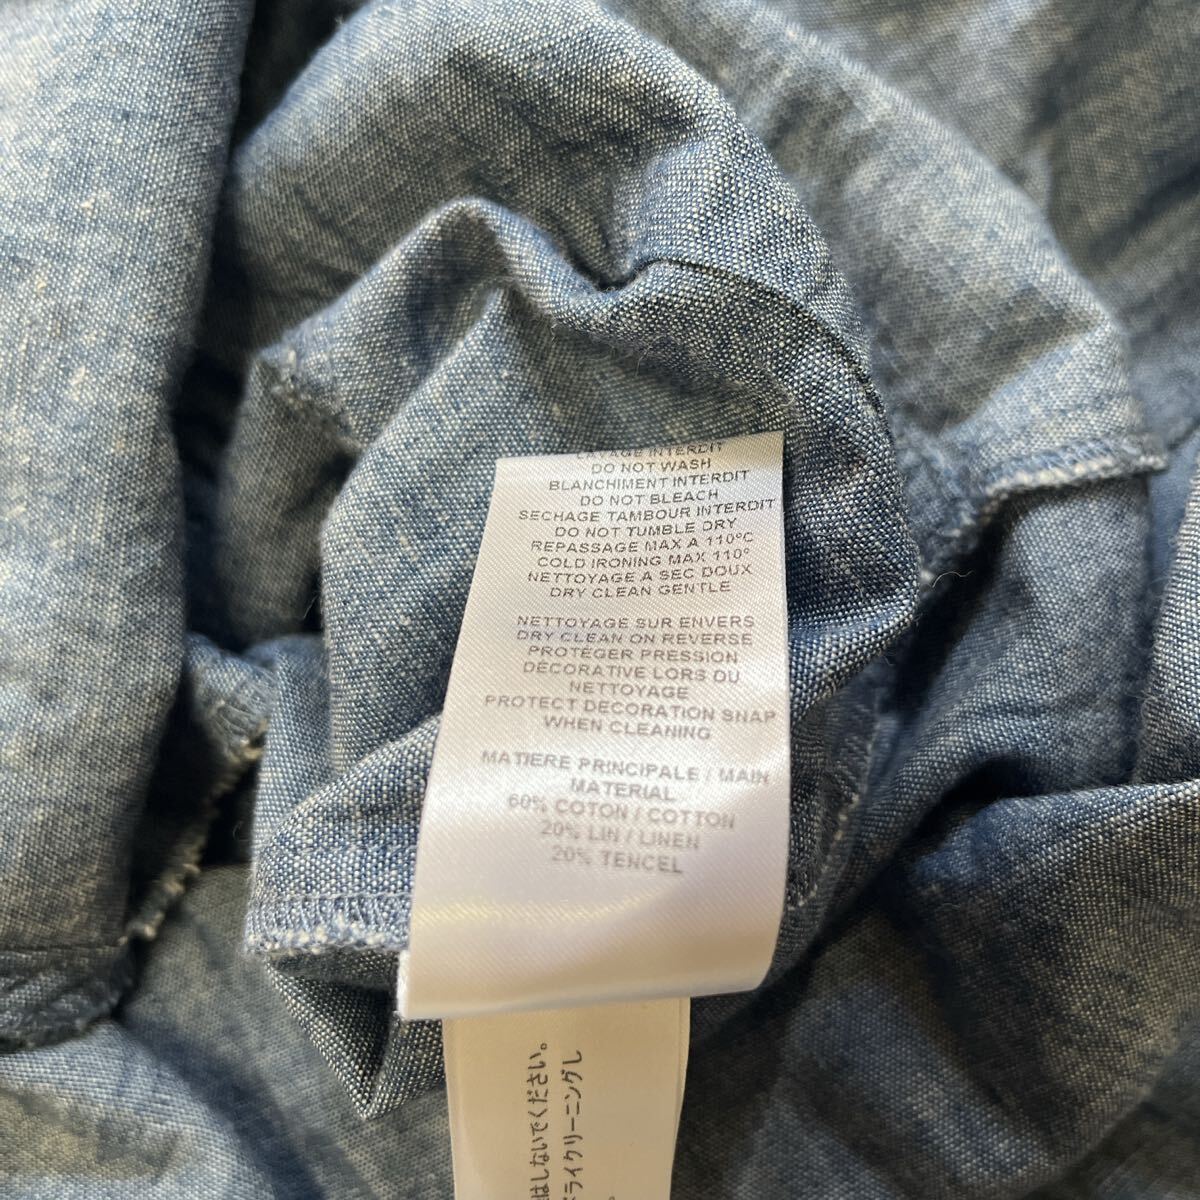 LAVAGE INTERDIT
DO NOT WASH
BLANCHIMENT INTERDIT
DO NOT BLEACH
SECHAGE TAMBOUR INTERDIT
DO NOT TUMBLE DRY
REPASSAGE MAX A 110°C
COLD IRONING MAX 110°
NETTOYAGE A SEC DOUX
DRY CLEAN GENTLE
NETTOYAGE SUR ENVERS
DRY CLEAN ON REVERSE
PROTEGER PRESSION
DECORATIVE LORS DU
NETTOYAGE
PROTECT DECORATION SNAP
WHEN CLEANING
MATIERE PRINCIPALE / MAIN
MATERIAL
60% COTON / COTTON
20% LIN / LINEN
20% TENCEL
はしないでください。
ドライクリーニングし